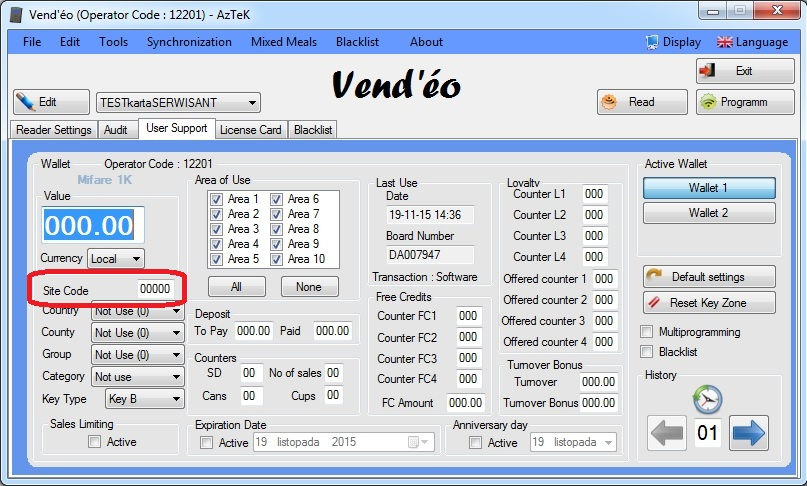 Vend'éo (Operator Code : 12201) - AzTeK
File Edit Tools Synchronization Mixed Meals Blacklist About Display Language
Vend'éo
Exit
Edit TESTkartaSERWISANT Read Programm
Reader Settings Audit User Support License Card Blacklist
Wallet Operator Code : 12201
Mifare 1K
Value
000.00
Currency Local
Site Code 00000
Country Not Use (0)
County Not Use (0)
Group Not Use (0)
Category Not use
Key Type Key B
Sales Limiting
Active
Area of Use
Area 1 Area 6
Area 2 Area 7
Area 3 Area 8
Area 4 Area 9
Area 5 Area 10
All None
Deposit
To Pay 000.00 Paid 000.00
Counters
SD 00 No of sales 00
Cans 00 Cups 00
Expiration Date
Active 19 listopada 2015
Last Use
Date
19-11-15 14:36
Board Number
DA007947
Transaction : Software
Free Credits
Counter FC1 000
Counter FC2 000
Counter FC3 000
Counter FC4 000
FC Amount 000.00
Loyalty
Counter L1 000
Counter L2 000
Counter L3 000
Counter L4 000
Offered counter 1 000
Offered counter 2 000
Offered counter 3 000
Offered counter 4 000
Turnover Bonus
Turnover 000.00
Turnover Bonus 000.00
Anniversary day
Active 19 listopada
Active Wallet
Wallet 1
Wallet 2
Default settings
Reset Key Zone
Multiprogramming
Blacklist
History
01